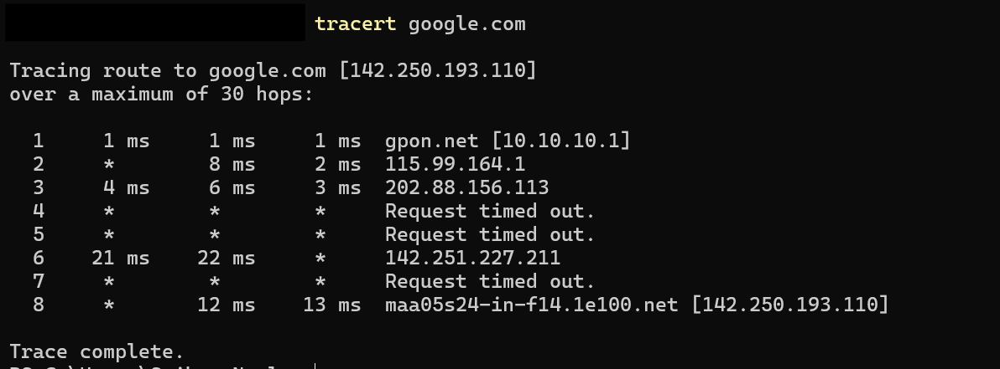 tracert google.com
Tracing route to google.com [142.250.193.110]
over a maximum of 30 hops:
1 1 ms 1 ms 1 ms gpon.net [10.10.10.1]
2 * 8 ms 2 ms 115.99.164.1
3 4 ms 6 ms 3 ms 202.88.156.113
4 * * * Request timed out.
5 * * * Request timed out.
6 21 ms 22 ms * 142.251.227.211
7 * * * Request timed out.
8 * 12 ms 13 ms maa05s24-in-f14.1e100.net [142.250.193.110]
Trace complete.